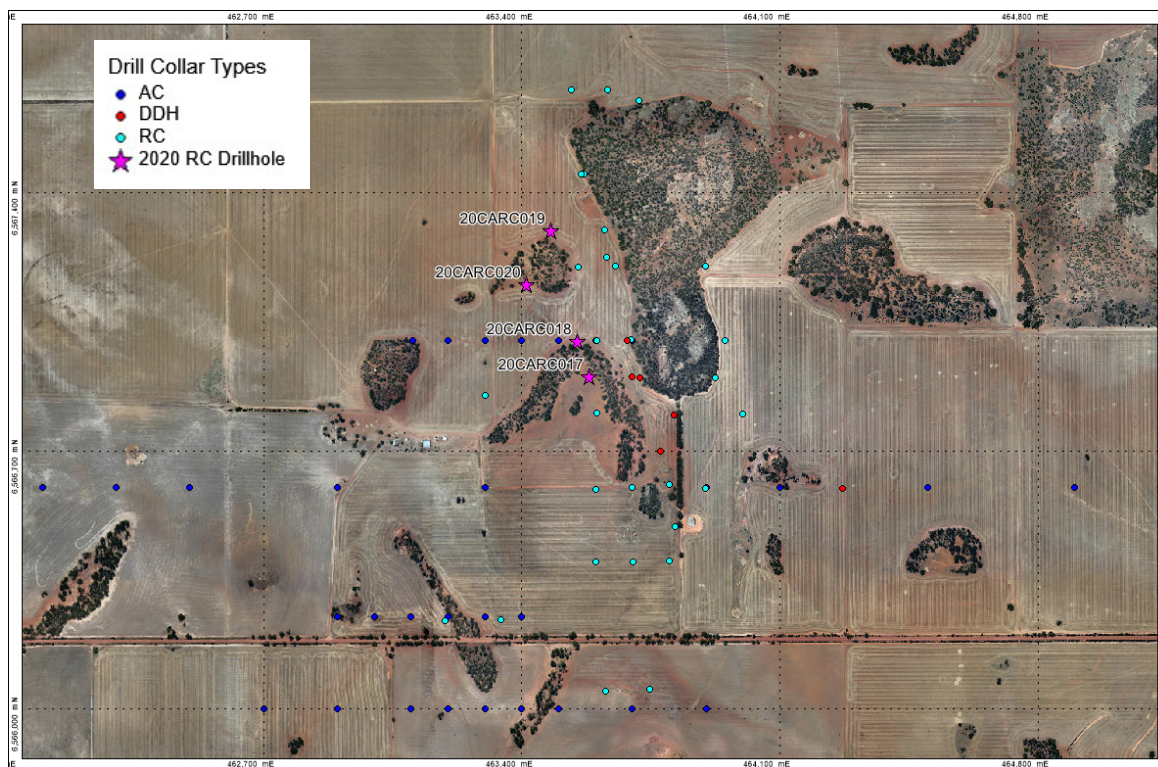 mE
462,700 mE
463,400 mE
464,100 mE
464,800 mE
Drill Collar Types
AC
DDH
RC
2020 RC Drillhole
6,567,400 mN
20CARC019
20CARC020
20CARC018
20CARC017
6,566,700 mN
6,566,000 mN
mE
462,700 mE
463,400 mE
464,100 mE
464,800 mE